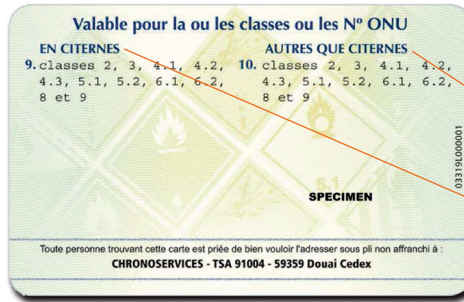 Valable pour la ou les classes ou les Nº ONU
EN CITERNES
9. classes 2, 3, 4.1, 4.2,
4.3, 5.1, 5.2, 6.1, 6.2,
8 et 9
AUTRES QUE CITERNES
10. classes 2, 3, 4.1, 4.2,
4.3, 5.1, 5.2, 6.1, 6.2,
8 et 9
5.1
03319L000001
SPECIMEN
Toute personne trouvant cette carte est priée de bien vouloir l'adresser sous pli non affranchi à :
CHRONOSERVICES - TSA 91004 - 59359 Douai Cedex